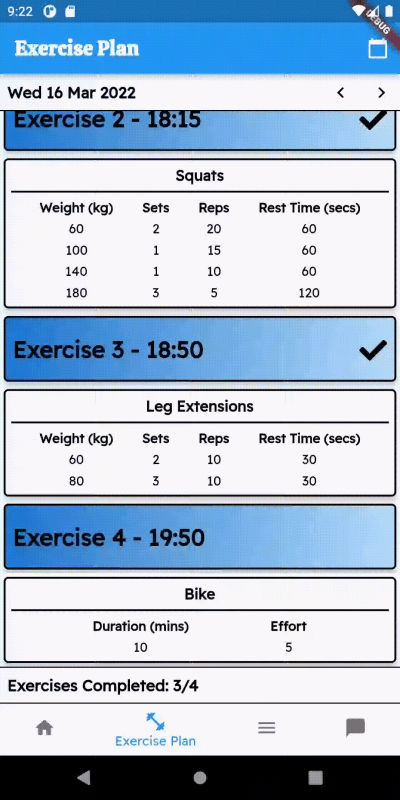 9:22
DEBUG
Exercise Plan
Wed 16 Mar 2022
Exercise 2 - 18:15
Squats
Weight (kg) Sets Reps Rest Time (secs)
60 2 20 60
100 1 15 60
140 1 10 60
180 3 5 120
Exercise 3 - 18:50
Leg Extensions
Weight (kg) Sets Reps Rest Time (secs)
60 2 10 30
80 3 10 30
Exercise 4 - 19:50
Bike
Duration (mins) Effort
10 5
Exercises Completed: 3/4
Exercise Plan